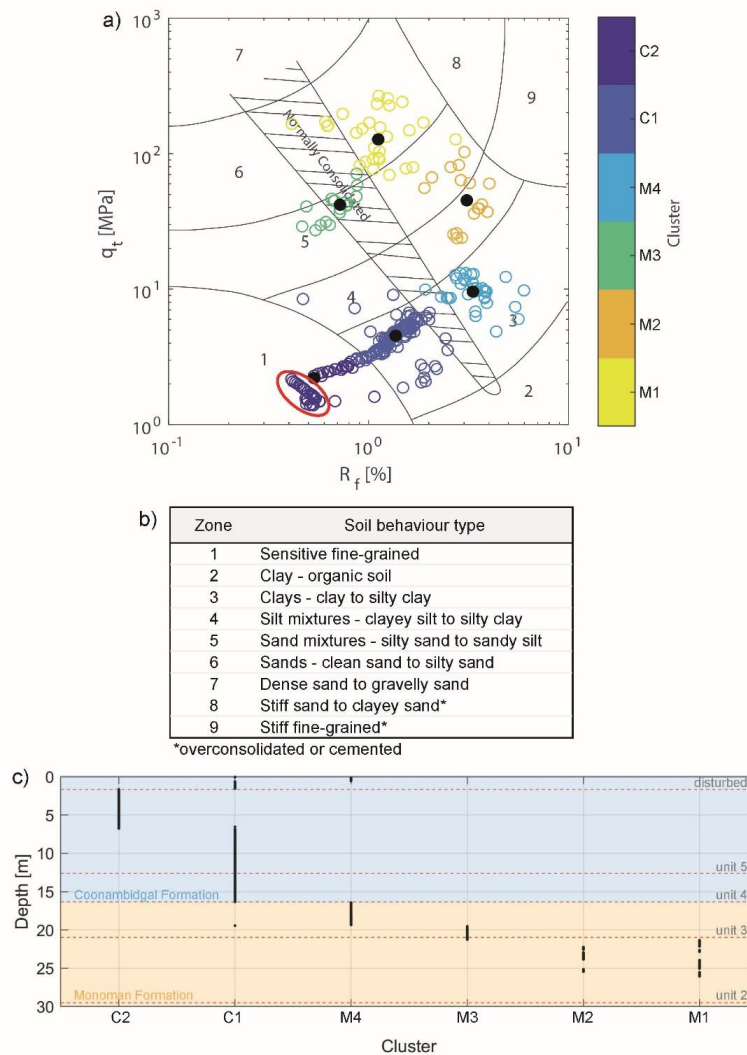 a)
10³
10²
10¹
10⁰
qt [MPa]
7
8
9
6
Normally Consolidated
5
4
3
1
2
10⁻¹
10⁰
10¹
Rf [%]
C2
C1
M4
M3
M2
M1
Cluster
b)
Zone Soil behaviour type
1 Sensitive fine-grained
2 Clay - organic soil
3 Clays - clay to silty clay
4 Silt mixtures - clayey silt to silty clay
5 Sand mixtures - silty sand to sandy silt
6 Sands - clean sand to silty sand
7 Dense sand to gravelly sand
8 Stiff sand to clayey sand*
9 Stiff fine-grained*
*overconsolidated or cemented
c)
0
5
10
15
20
25
30
Depth [m]
disturbed
unit 5
Coonambidgal Formation
unit 4
unit 3
Monoman Formation
unit 2
C2 C1 M4 M3 M2 M1
Cluster